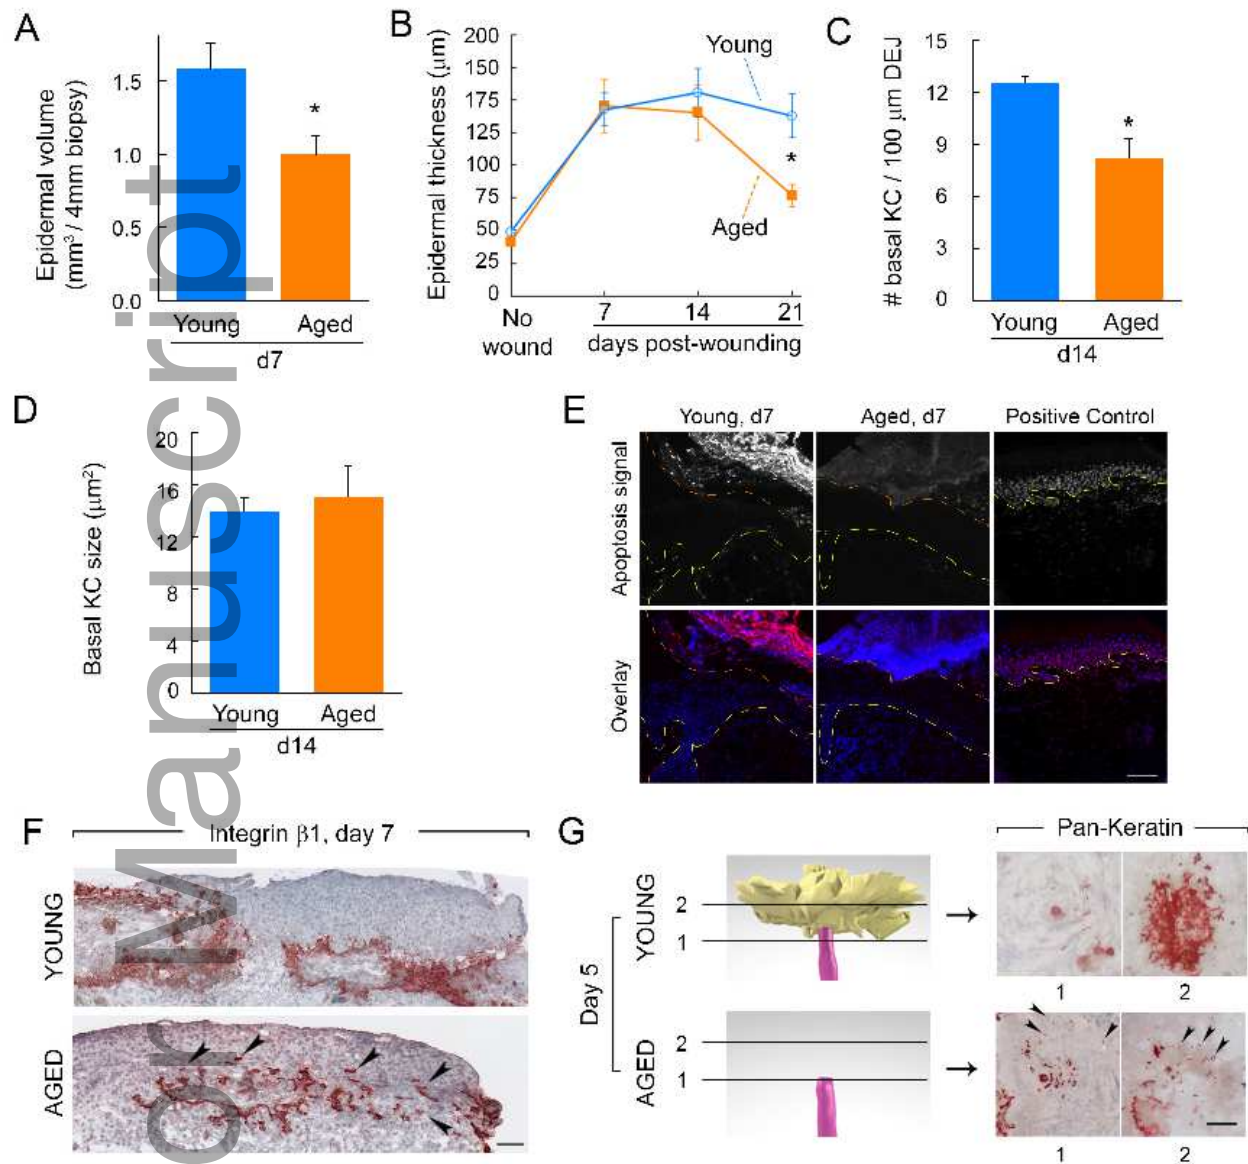 A
Epidermal volume
(mm³ / 4mm biopsy)
1.5
1.0
0.5
0.0
*
Young
Aged
d7
B
Epidermal thickness (μm)
200
150
175
125
100
75
50
25
0
Young
Aged
*
No
wound
7
14
21
days post-wounding
C
# basal KC / 100 μm DEJ
15
12
9
6
3
0
*
Young
Aged
d14
D
Basal KC size (μm²)
20
16
12
8
4
0
Young
Aged
d14
E
Young, d7
Aged, d7
Positive Control
Apoptosis signal
Overlay
F
Integrin β1, day 7
YOUNG
AGED
G
Pan-Keratin
Day 5
YOUNG
2
1
1
2
AGED
2
1
1
2
or Manuscript